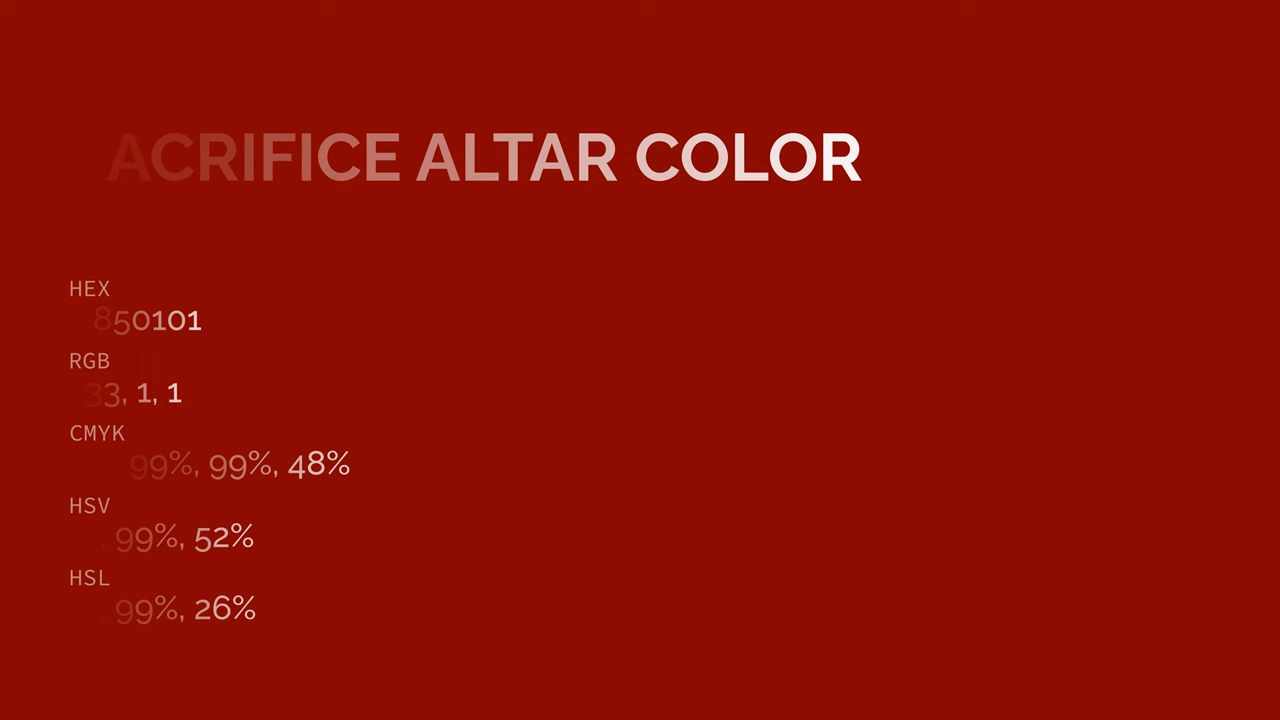 ACRIFICE ALTAR COLOR
HEX
850101
RGB
33, 1, 1
CMYK
99%, 99%, 48%
HSV
, 99%, 52%
HSL
, 99%, 26%